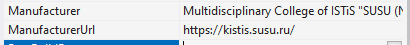 Manufacturer Multidisciplinary College of ISTiS "SUSU (
ManufacturerUrl https://kistis.susu.ru/